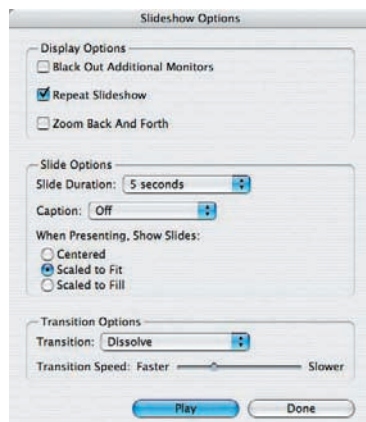 Slideshow Options
Display Options
Black Out Additional Monitors
Repeat Slideshow
Zoom Back And Forth
Slide Options
Slide Duration: 5 seconds
Caption: Off
When Presenting, Show Slides:
Centered
Scaled to Fit
Scaled to Fill
Transition Options
Transition: Dissolve
Transition Speed: Faster Slower
Play Done